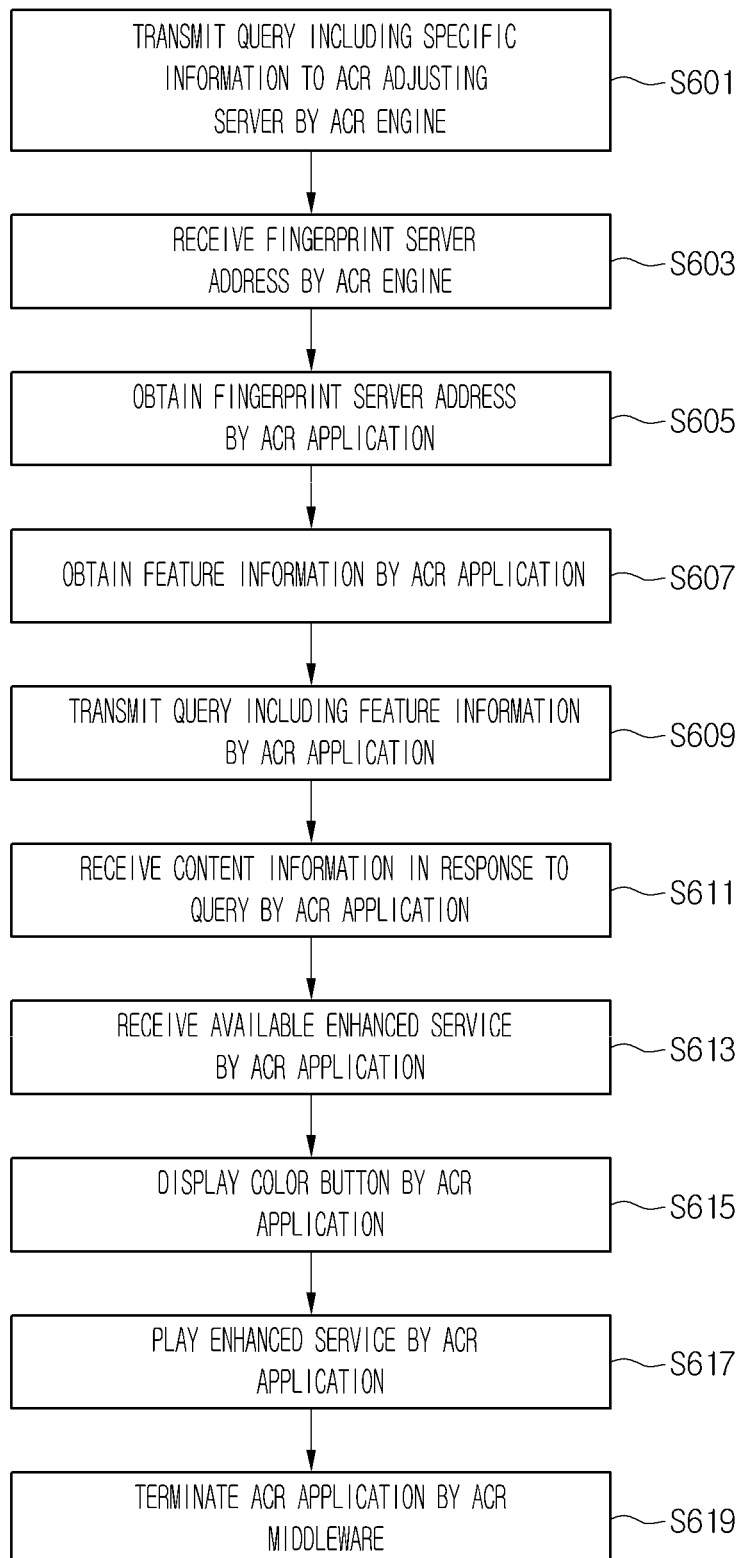 TRANSMIT QUERY INCLUDING SPECIFIC
INFORMATION TO ACR ADJUSTING
SERVER BY ACR ENGINE
S601
RECEIVE FINGERPRINT SERVER
ADDRESS BY ACR ENGINE
S603
OBTAIN FINGERPRINT SERVER ADDRESS
BY ACR APPLICATION
S605
OBTAIN FEATURE INFORMATION BY ACR APPLICATION
S607
TRANSMIT QUERY INCLUDING FEATURE INFORMATION
BY ACR APPLICATION
S609
RECEIVE CONTENT INFORMATION IN RESPONSE TO
QUERY BY ACR APPLICATION
S611
RECEIVE AVAILABLE ENHANCED SERVICE
BY ACR APPLICATION
S613
DISPLAY COLOR BUTTON BY ACR
APPLICATION
S615
PLAY ENHANCED SERVICE BY ACR
APPLICATION
S617
TERMINATE ACR APPLICATION BY ACR
MIDDLEWARE
S619